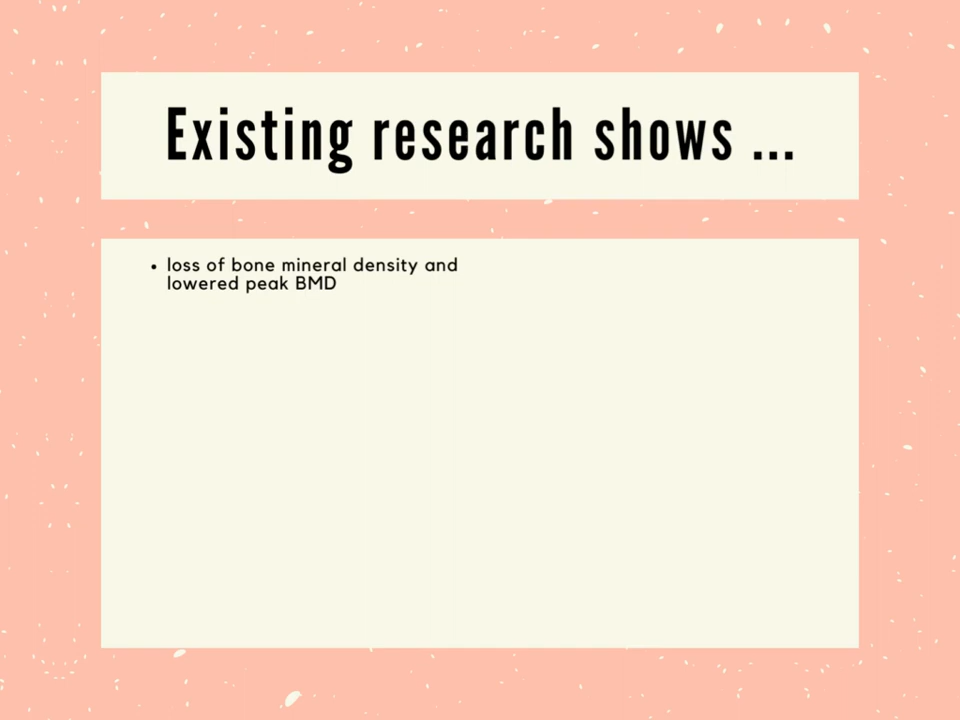 Existing research shows ...
• loss of bone mineral density and
lowered peak BMD